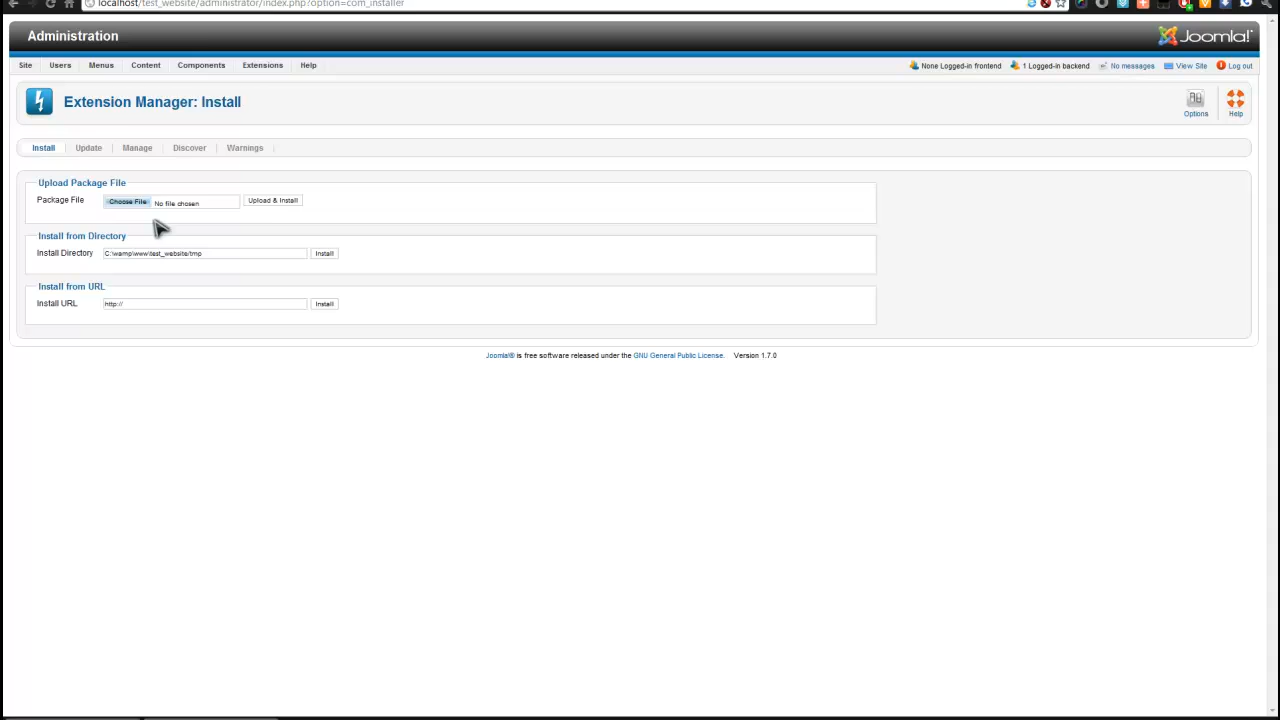 localhost/test_website/administrator/index.php?option=com_installer
Administration
Joomla!
Site Users Menus Content Components Extensions Help
None Logged-in frontend 1 Logged-in backend No messages View Site Log out
Extension Manager: Install
Options Help
Install Update Manage Discover Warnings
Upload Package File
Package File Choose File No file chosen Upload & Install
Install from Directory
Install Directory C:\wamp\www\test_website/tmp Install
Install from URL
Install URL http:// Install
Joomla!® is free software released under the GNU General Public License. Version 1.7.0